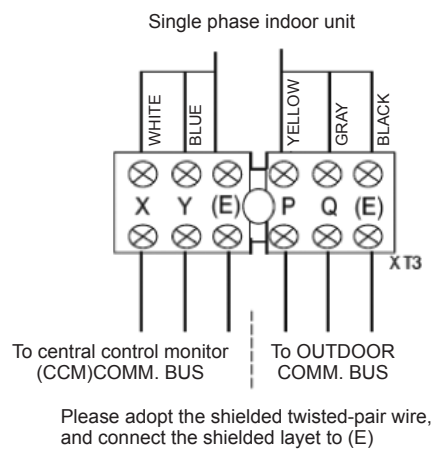 Single phase indoor unit
WHITE
BLUE
YELLOW
GRAY
BLACK
X Y (E) P Q (E)
XT3
To central control monitor
(CCM)COMM. BUS
To OUTDOOR
COMM. BUS
Please adopt the shielded twisted-pair wire,
and connect the shielded layet to (E)